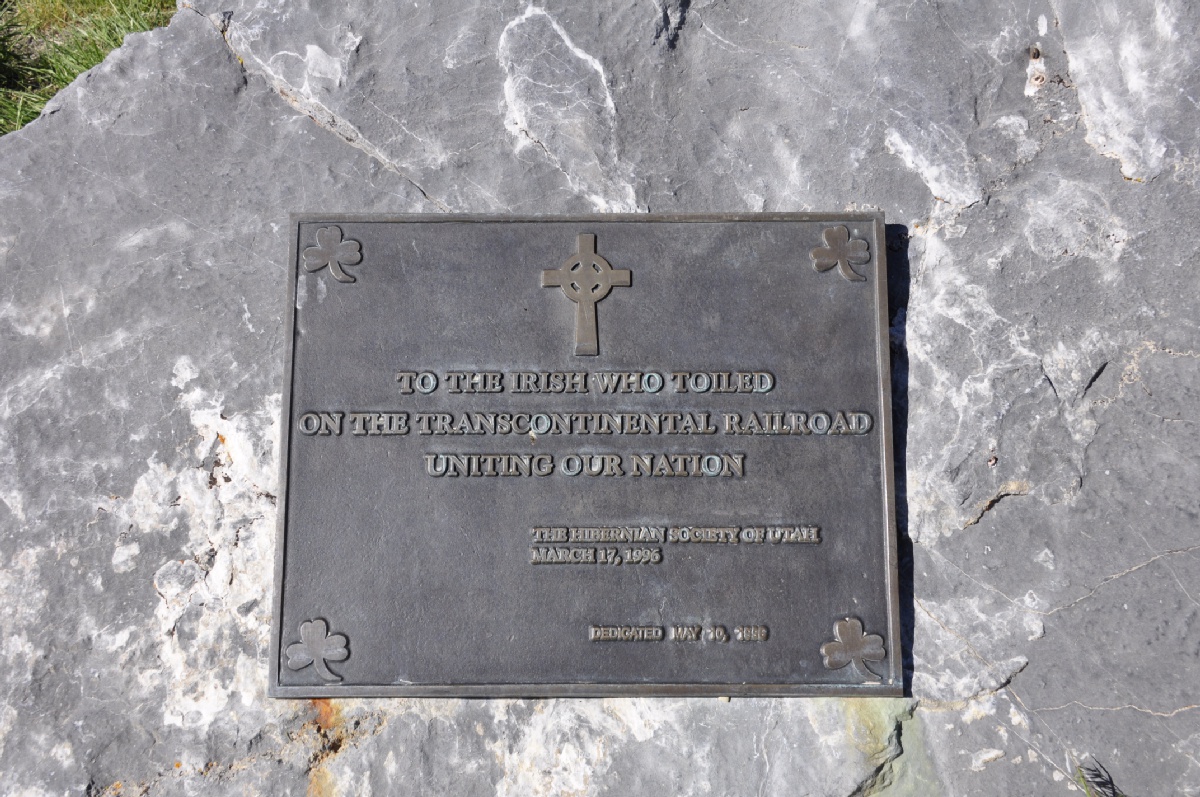 TO THE IRISH WHO TOILED
ON THE TRANSCONTINENTAL RAILROAD
UNITING OUR NATION
THE HIBERNIAN SOCIETY OF UTAH
MARCH 17, 1996
DEDICATED MAY 10,